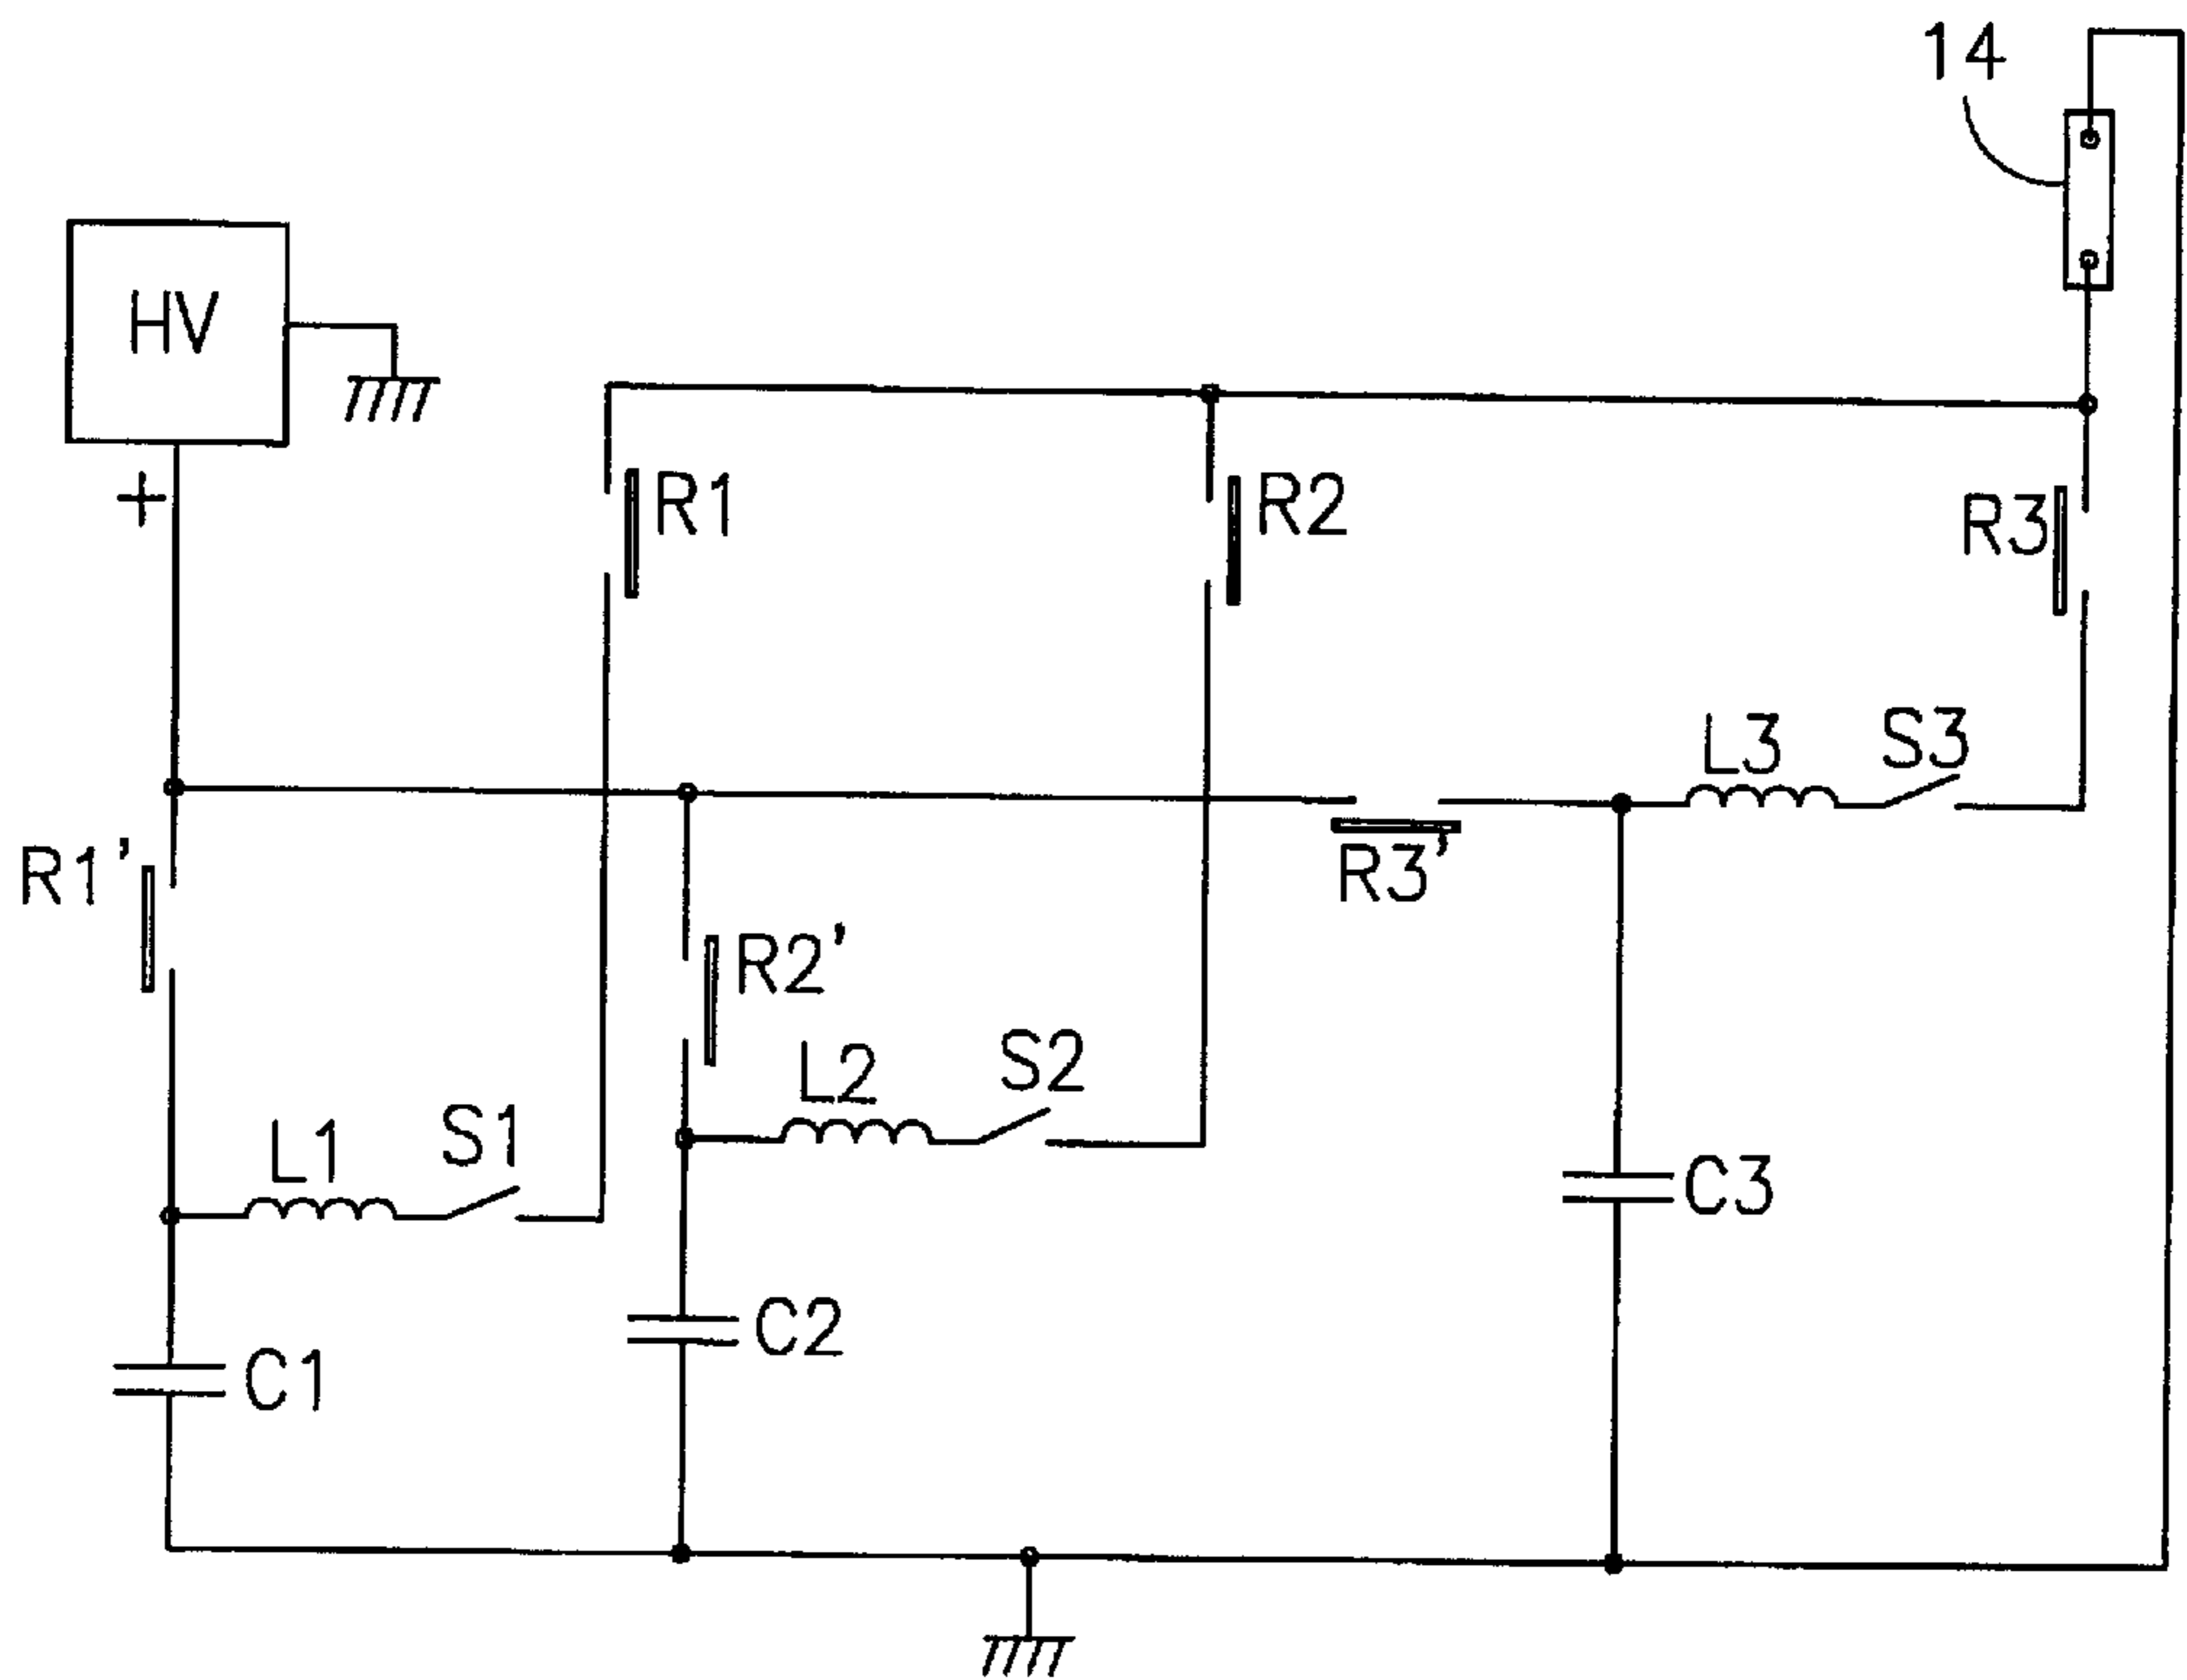 14
HV
+
R1
R2
R3
L3
S3
R1'
R3'
R2'
L2
S2
L1
S1
C3
C2
C1